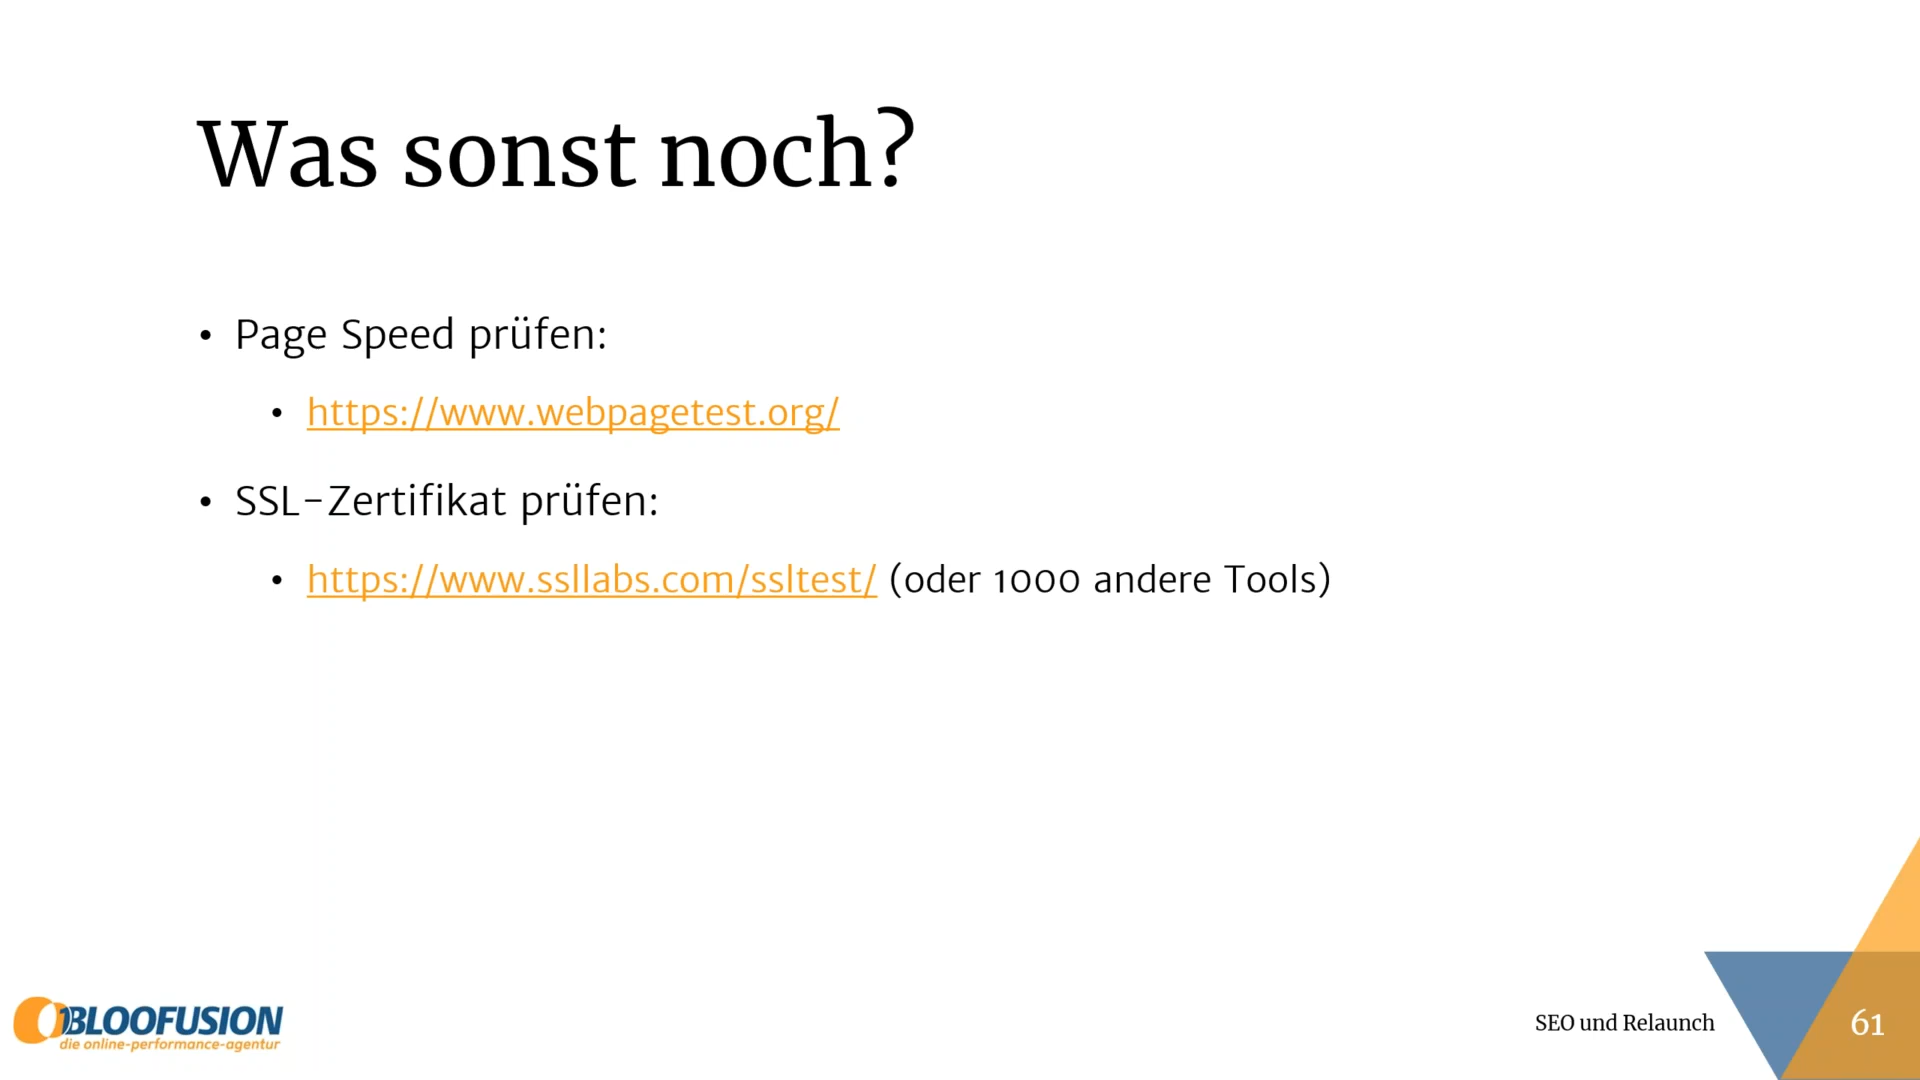 Was sonst noch?
• Page Speed prüfen:
• https://www.webpagetest.org/
• SSL-Zertifikat prüfen:
• https://www.ssllabs.com/ssltest/ (oder 1000 andere Tools)
BLOOFUSION
die online-performance-agentur
SEO und Relaunch
61